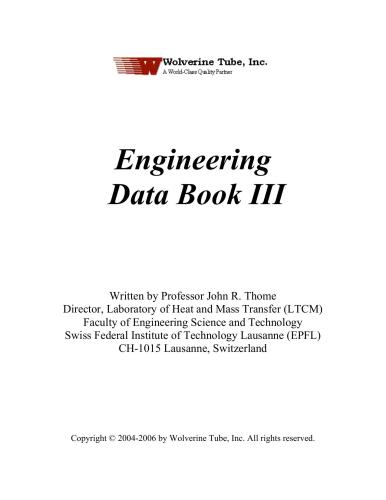 Wolverine Tube, Inc.
A World-Class Quality Partner
Engineering
Data Book III
Written by Professor John R. Thome
Director, Laboratory of Heat and Mass Transfer (LTCM)
Faculty of Engineering Science and Technology
Swiss Federal Institute of Technology Lausanne (EPFL)
CH-1015 Lausanne, Switzerland
Copyright © 2004-2006 by Wolverine Tube, Inc. All rights reserved.